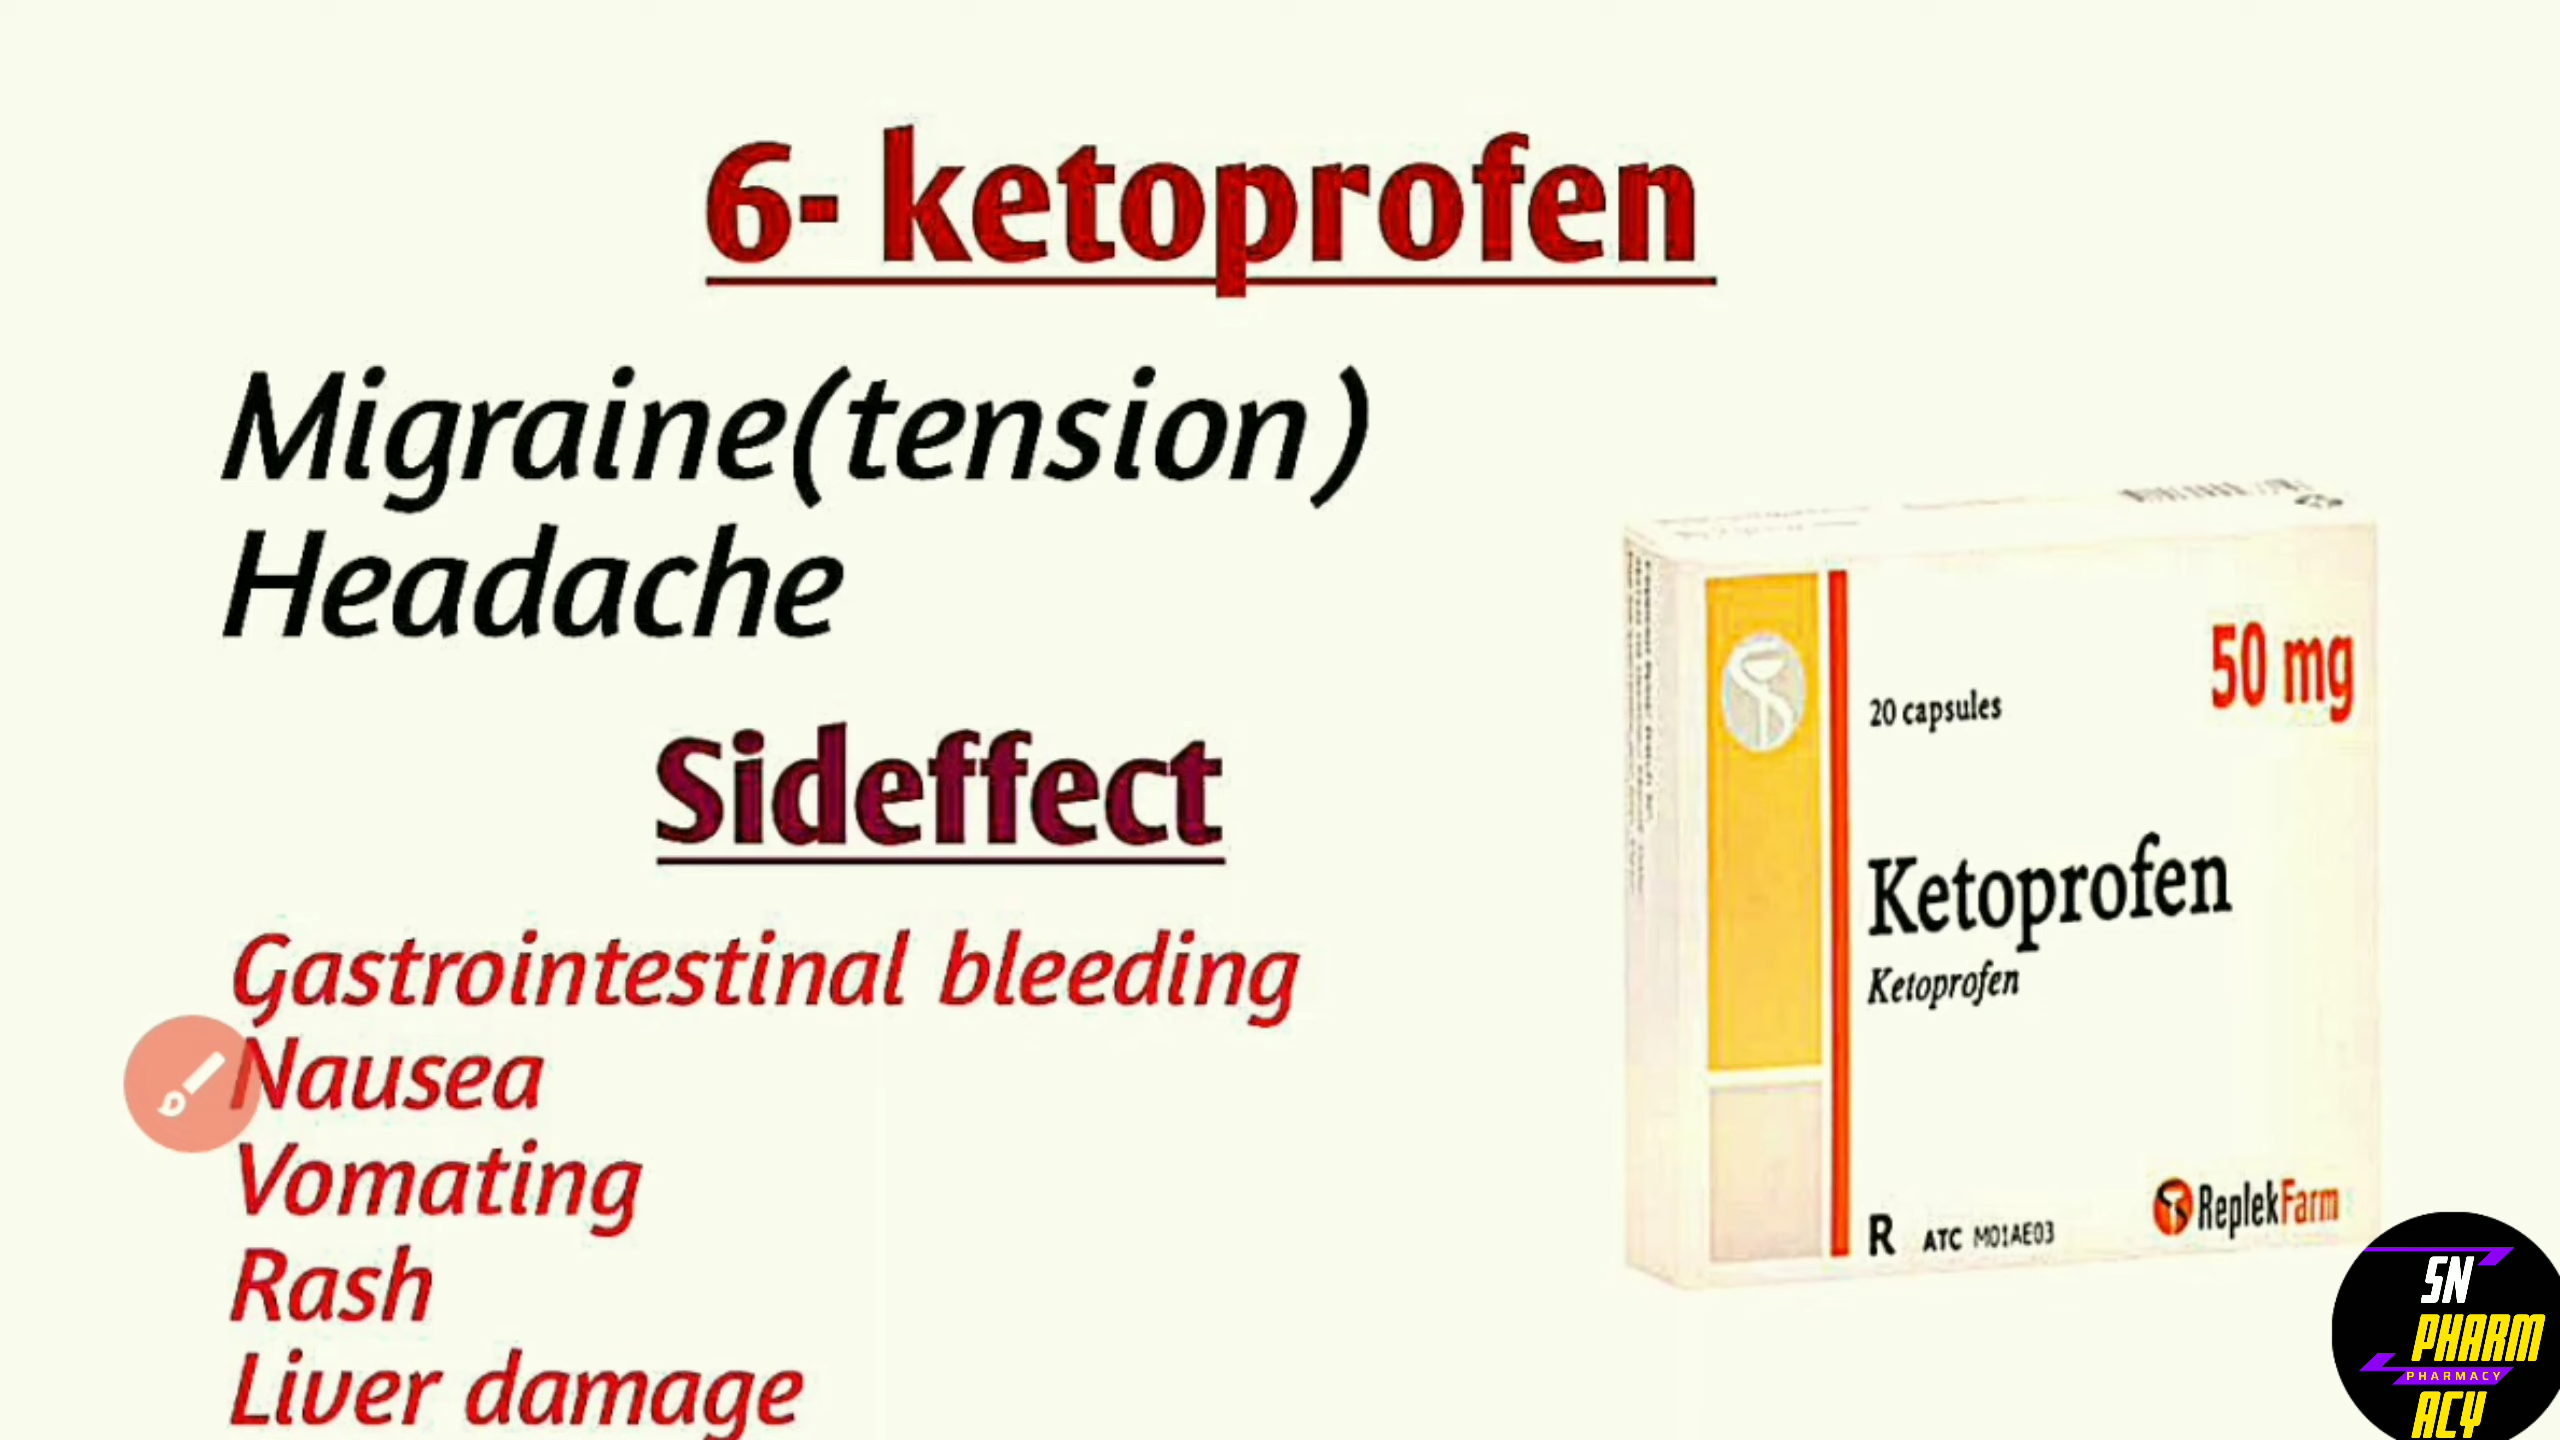 6- ketoprofen
Migraine(tension)
Headache
Sideffect
Gastrointestinal bleeding
Nausea
Vomating
Rash
Liver damage
50 mg
20 capsules
Ketoprofen
Ketoprofen
R ATC M01AE03
ReplekFarm
SN
PHARM
PHARMACY
ACY